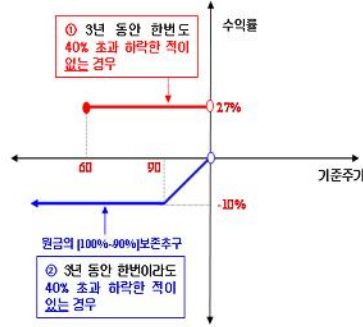 수익률
① 3년 동안 한번도
40% 초과 하락한 적이
없는 경우
27%
60
90
기준주가
-10%
원금의 [100%-90%]보존추구
② 3년 동안 한번이라도
40% 초과 하락한 적이
있는 경우